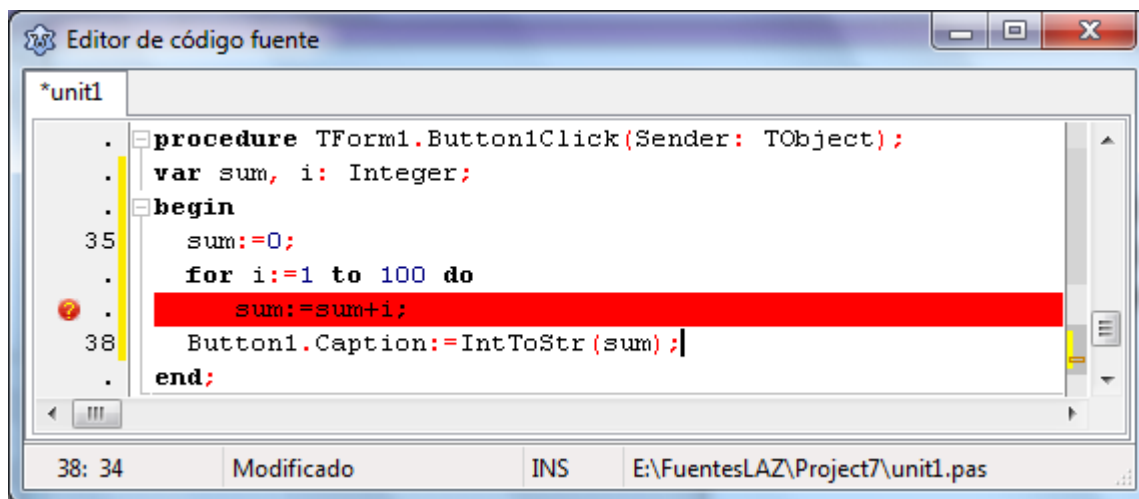 Editor de código fuente
*unit1
. procedure TForm1.Button1Click(Sender: TObject);
. var sum, i: Integer;
. begin
35 sum:=0;
. for i:=1 to 100 do
? . sum:=sum+i;
38 Button1.Caption:=IntToStr(sum);
. end;
38: 34 Modificado INS E:\FuentesLAZ\Project7\unit1.pas